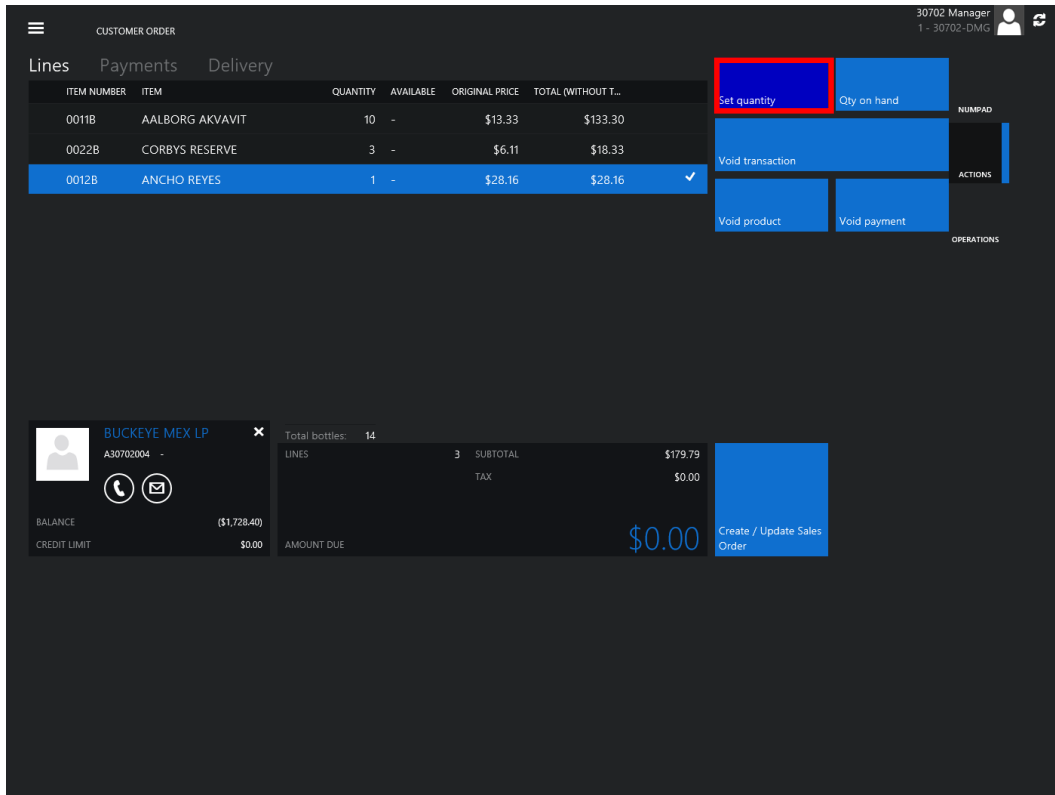 30702 Manager
1 - 30702-DMG
CUSTOMER ORDER
Lines Payments Delivery
ITEM NUMBER ITEM QUANTITY AVAILABLE ORIGINAL PRICE TOTAL (WITHOUT T...
0011B AALBORG AKVAVIT 10 - $13.33 $133.30
0022B CORBYS RESERVE 3 - $6.11 $18.33
0012B ANCHO REYES 1 - $28.16 $28.16
Set quantity Qty on hand
NUMPAD
Void transaction
ACTIONS
Void product Void payment
OPERATIONS
BUCKEYE MEX LP
A30702004 -
BALANCE ($1,728.40)
CREDIT LIMIT $0.00
Total bottles: 14
LINES 3 SUBTOTAL $179.79
TAX $0.00
AMOUNT DUE $0.00
Create / Update Sales
Order